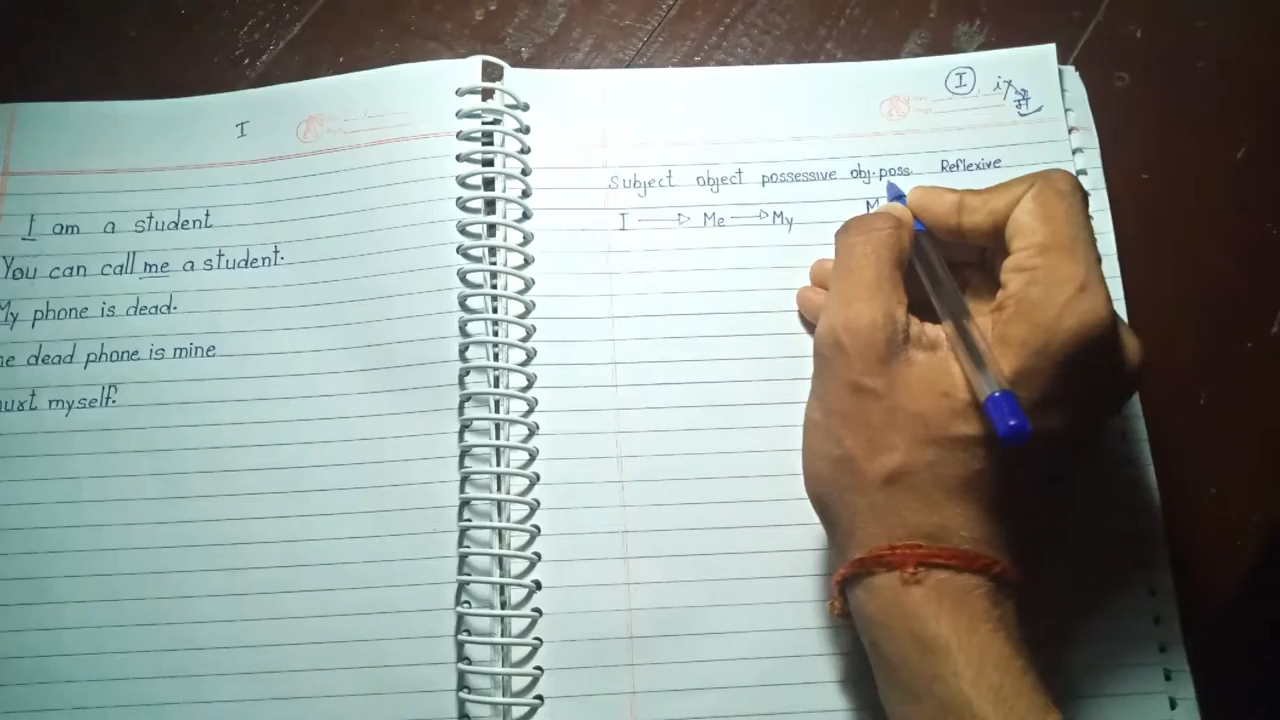 I
I am a student
You can call me a student.
My phone is dead.
dead phone is mine
myself.
I
Subject object possessive obj.poss. Reflexive
I → Me → My M